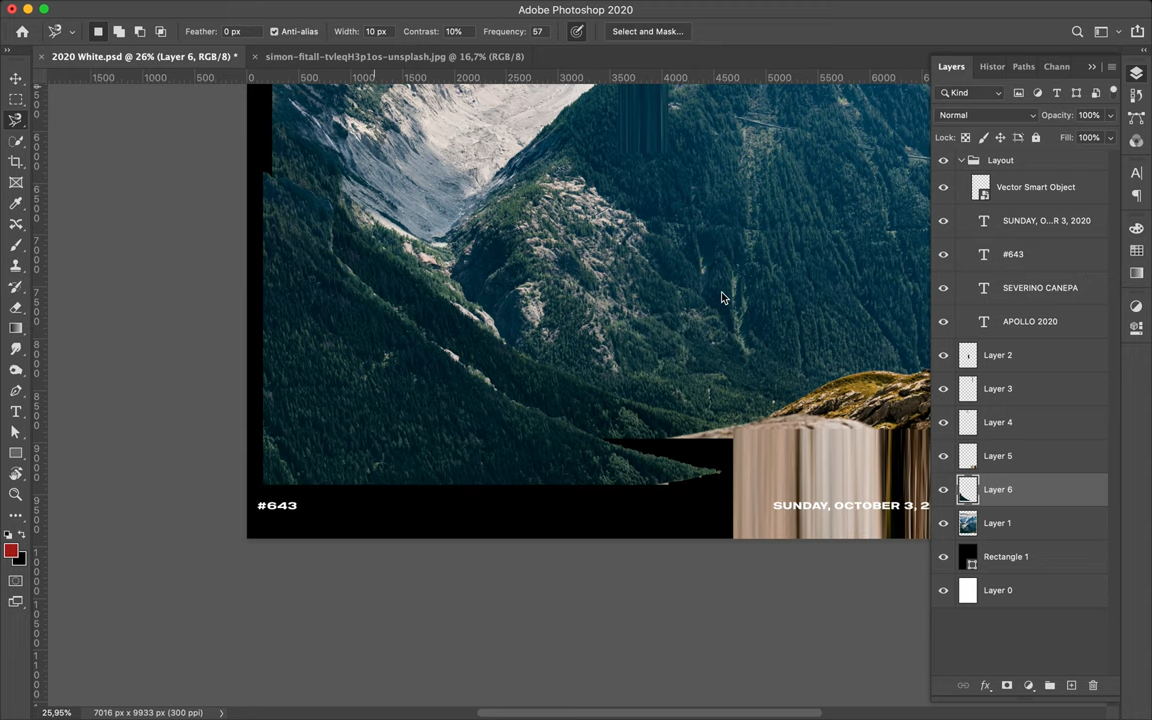 Adobe Photoshop 2020
Feather: 0 px Anti-alias Width: 10 px Contrast: 10% Frequency: 57 Select and Mask...
2020 White.psd @ 26% (Layer 6, RGB/8) *
simon-fitall-tvleqH3p1os-unsplash.jpg @ 16,7% (RGB/8)
1500 1000 500 0 500 1000 1500 2000 2500 3000 3500 4000 4500 5000 5500 6000
Layers Histor Paths Chann
Kind
Normal Opacity: 100%
Lock: Fill: 100%
Layout
Vector Smart Object
SUNDAY, O...R 3, 2020
#643
SEVERINO CANEPA
APOLLO 2020
Layer 2
Layer 3
Layer 4
Layer 5
Layer 6
Layer 1
Rectangle 1
Layer 0
#643
SUNDAY, OCTOBER 3, 2
25,95% 7016 px x 9933 px (300 ppi)